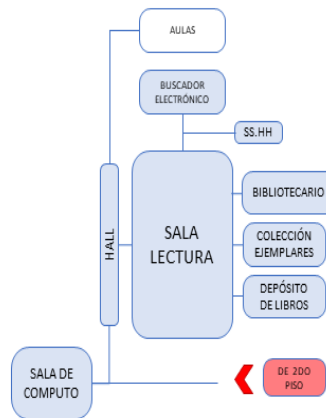 AULAS
BUSCADOR
ELECTRÓNICO
SS.HH
HALL
SALA
LECTURA
BIBLIOTECARIO
COLECCIÓN
EJEMPLARES
DEPÓSITO
DE LIBROS
SALA DE
COMPUTO
DE 2DO
PISO